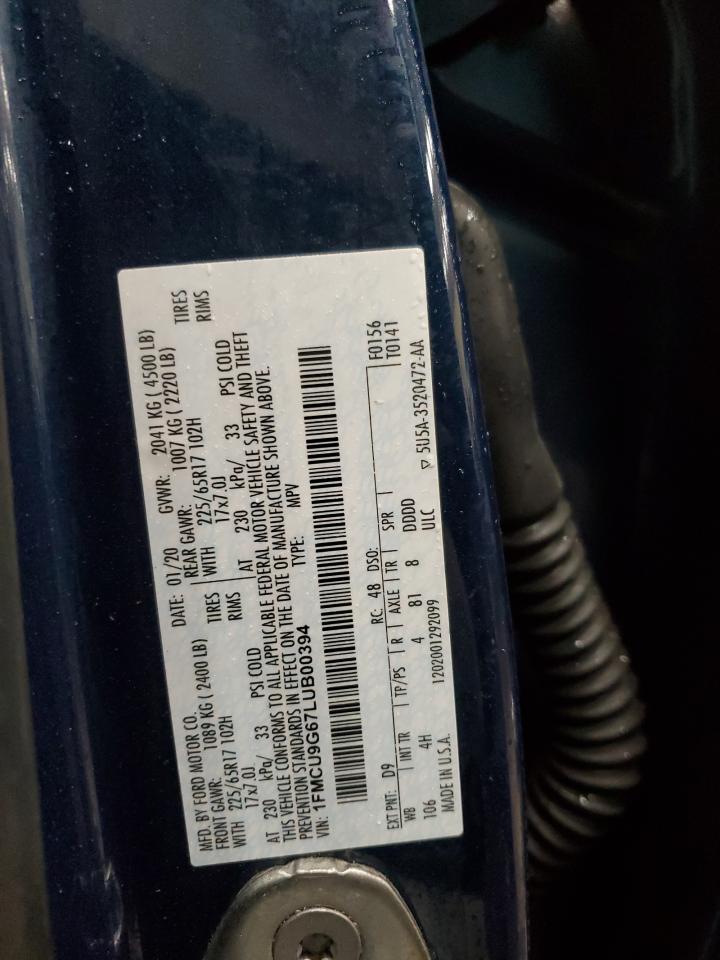 MFD. BY FORD MOTOR CO.
DATE: 01/20 GVWR: 2041 KG ( 4500 LB)
FRONT GAWR: 1089 KG ( 2400 LB) REAR GAWR: 1007 KG ( 2220 LB)
WITH 225/65R17 102H TIRES WITH 225/65R17 102H TIRES
17x7.0J RIMS 17x7.0J RIMS
AT 230 kPa/ 33 PSI COLD AT 230 kPa/ 33 PSI COLD
THIS VEHICLE CONFORMS TO ALL APPLICABLE FEDERAL MOTOR VEHICLE SAFETY AND THEFT
PREVENTION STANDARDS IN EFFECT ON THE DATE OF MANUFACTURE SHOWN ABOVE.
VIN: 1FMCU9G67LUB00394 TYPE: MPV
EXT PNT: D9 RC: 48 DSO: F0156
WB INT TR TP/PS R AXLE TR SPR T0141
106 4H 4 81 8 DDDD
MADE IN U.S.A. 1202001292099 ULC 5U5A-3520472-AA